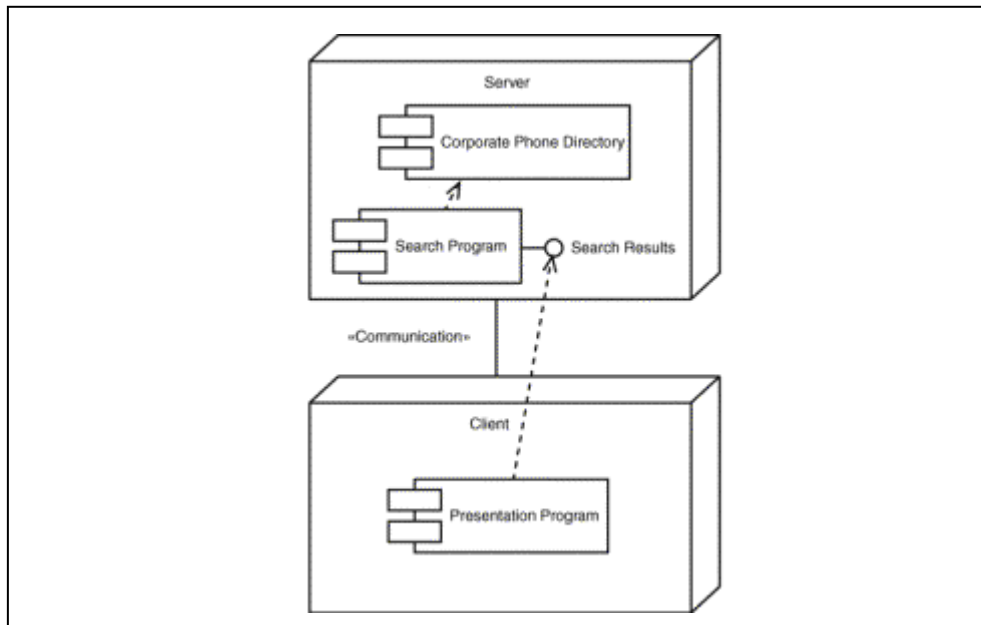 Server
Corporate Phone Directory
Search Program
Search Results
«Communication»
Client
Presentation Program